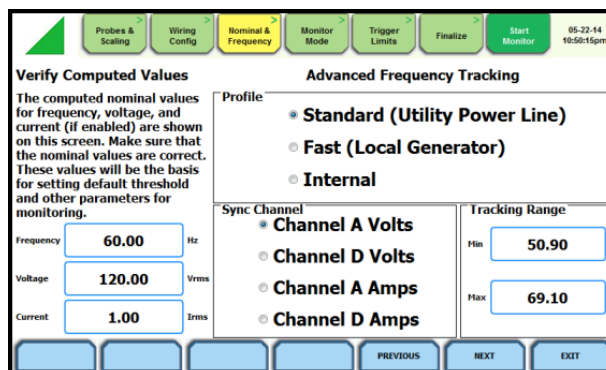 Probes & Scaling
Wiring Config
Nominal & Frequency
Monitor Mode
Trigger Limits
Finalize
Start Monitor
05-22-14
10:50:15pm
Verify Computed Values
The computed nominal values
for frequency, voltage, and
current (if enabled) are shown
on this screen. Make sure that
the nominal values are correct.
These values will be the basis
for setting default threshold
and other parameters for
monitoring.
Frequency 60.00 Hz
Voltage 120.00 Vrms
Current 1.00 Irms
Advanced Frequency Tracking
Profile
Standard (Utility Power Line)
Fast (Local Generator)
Internal
Sync Channel
Channel A Volts
Channel D Volts
Channel A Amps
Channel D Amps
Tracking Range
Min 50.90
Max 69.10
PREVIOUS
NEXT
EXIT